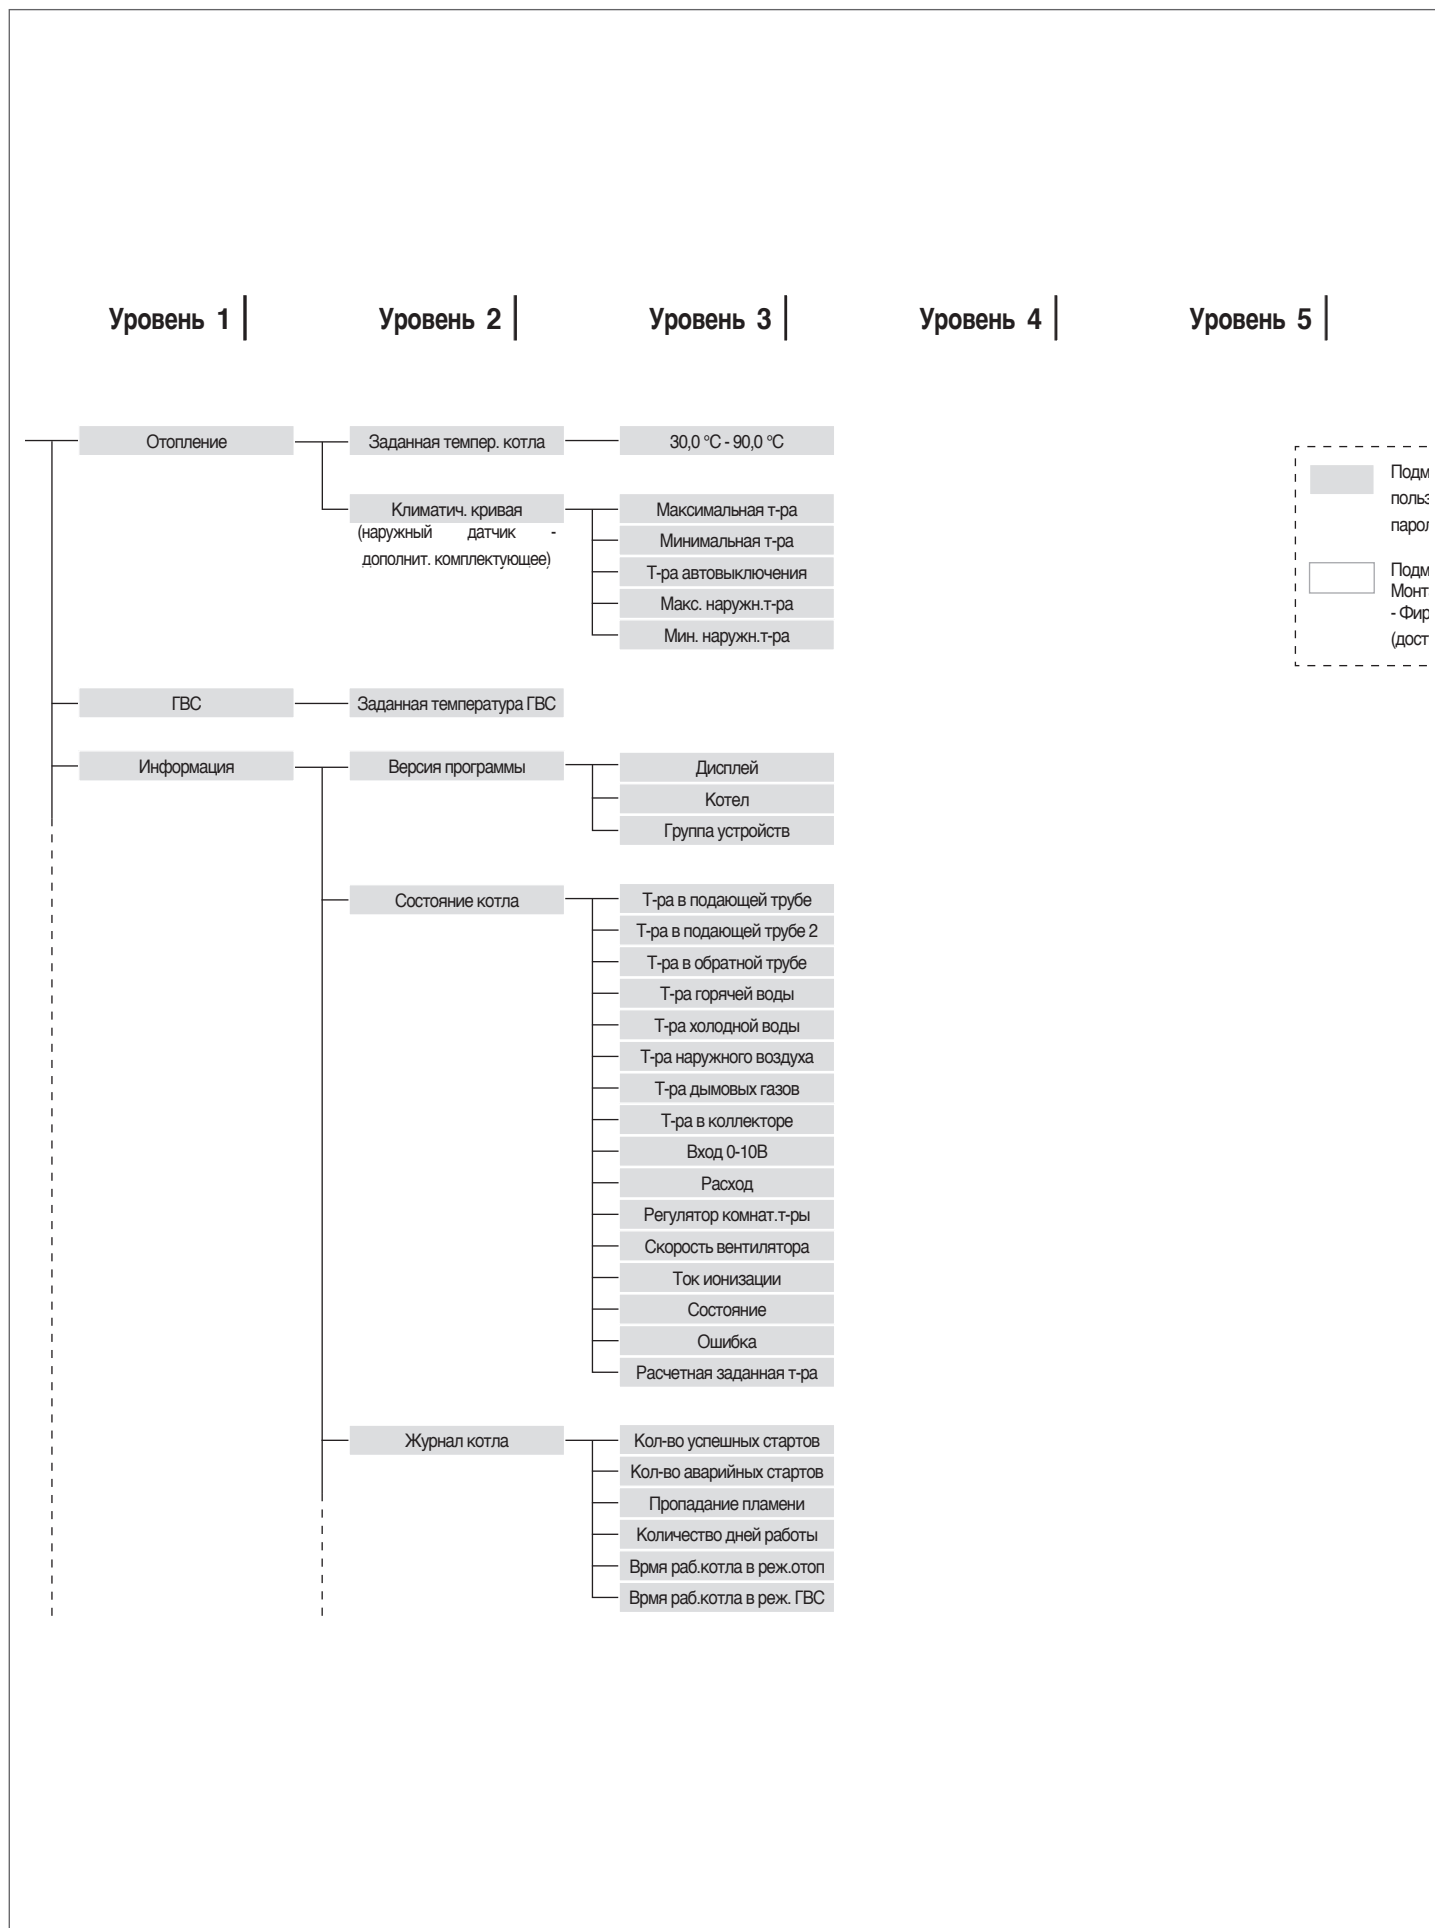 Уровень 1
Уровень 2
Уровень 3
Уровень 4
Уровень 5
Отопление
Заданная темпер. котла
30,0 °C - 90,0 °C
Климатич. кривая
(наружный датчик -
дополнит. комплектующее)
Максимальная т-ра
Минимальная т-ра
Т-ра автовыключения
Макс. наружн.т-ра
Мин. наружн.т-ра
ГВС
Заданная температура ГВС
Информация
Версия программы
Дисплей
Котел
Группа устройств
Состояние котла
Т-ра в подающей трубе
Т-ра в подающей трубе 2
Т-ра в обратной трубе
Т-ра горячей воды
Т-ра холодной воды
Т-ра наружного воздуха
Т-ра дымовых газов
Т-ра в коллекторе
Вход 0-10В
Расход
Регулятор комнат.т-ры
Скорость вентилятора
Ток ионизации
Состояние
Ошибка
Расчетная заданная т-ра
Журнал котла
Кол-во успешных стартов
Кол-во аварийных стартов
Пропадание пламени
Количество дней работы
Врмя раб.котла в реж.отоп
Врмя раб.котла в реж. ГВС